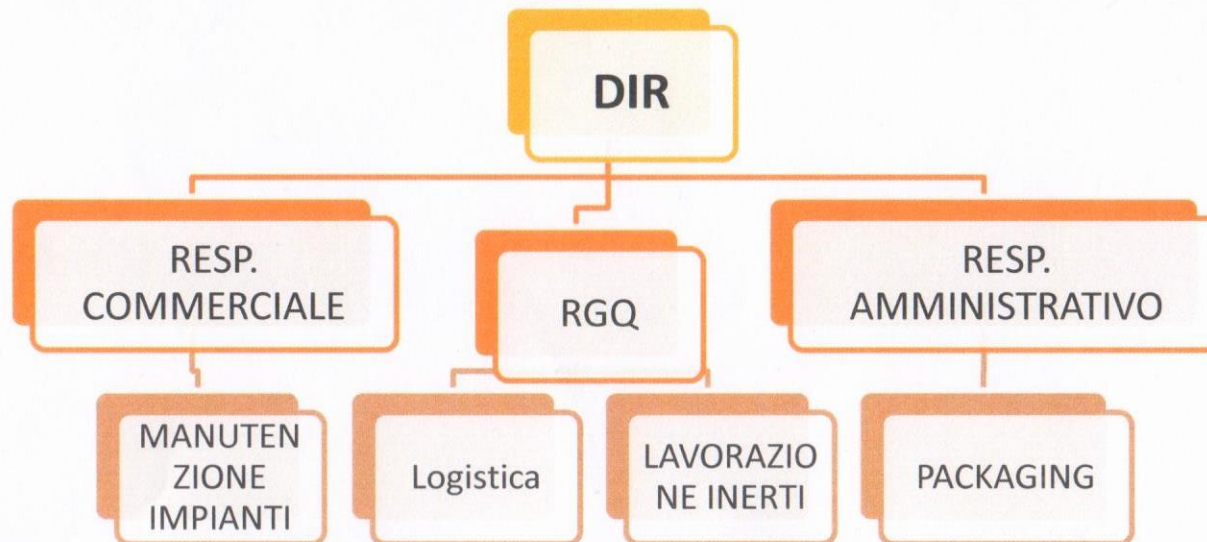 DIR
RESP.
COMMERCIALE
RGQ
RESP.
AMMINISTRATIVO
MANUTEN
ZIONE
IMPIANTI
Logistica
LAVORAZIO
NE INERTI
PACKAGING